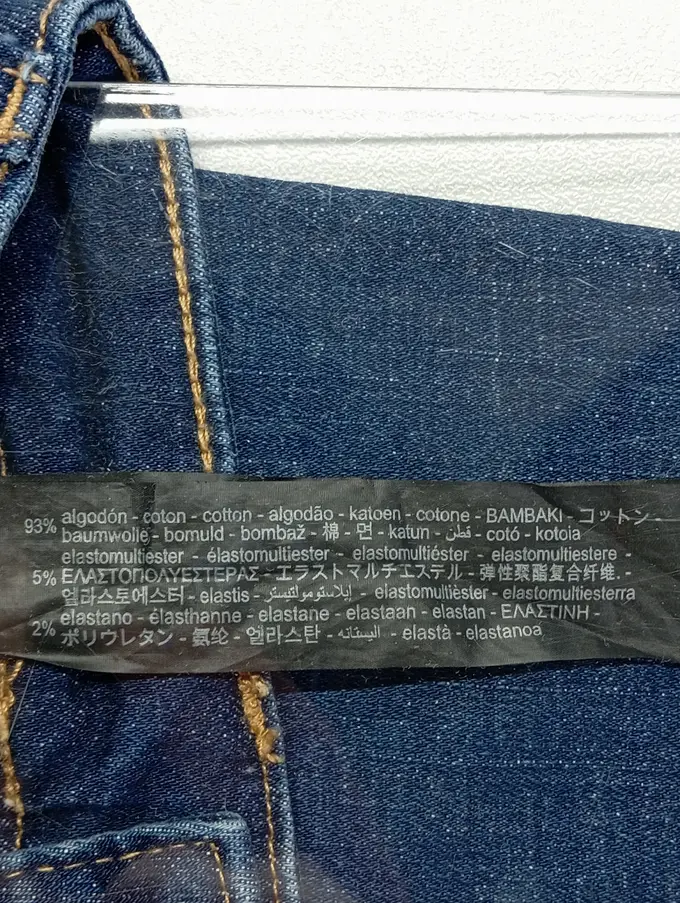 93% algodón - coton - cotton - algodão - katoen - cotone - BAMBAKI - コットン -
baumwolle - bomuld - bombaž - 棉 - 면 - katun - قطن - cotó - kotoia
elastomultiester - élastomultiester - elastomultiéster - elastomultiestere -
5% ΕΛΑΣΤΟΠΟΛΥΕΣΤΕΡΑΣ - エラストマルチエステル - 弹性聚酯复合纤维. -
엘라스토에스터 - elastis - إيلاستومولتيستر - elastomultièster - elastomultiesterra
elastano - élasthanne - elastane - elastaan - elastan - ΕΛΑΣΤΙΝΗ -
2% ポリウレタン - 氨纶 - 엘라스탄 - اليستانه - elastà - elastanoa